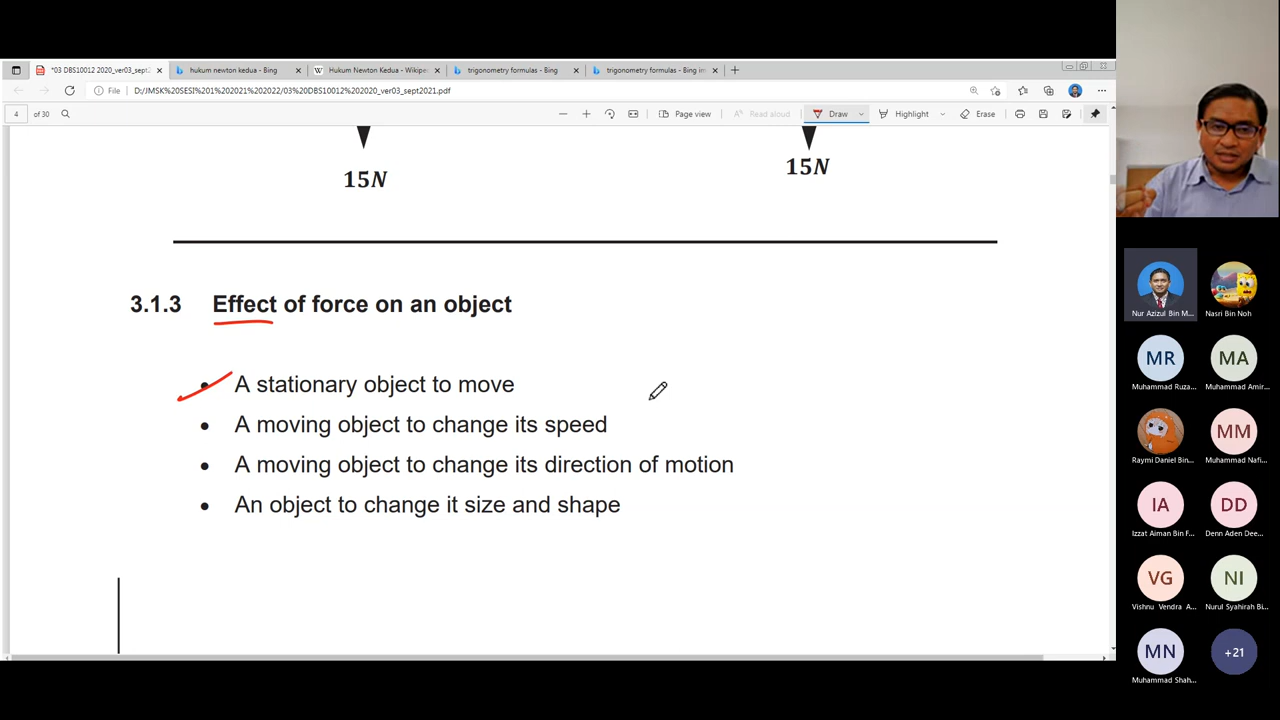 *03 DBS10012 2020_ver03_sept2
hukum newton kedua - Bing
Hukum Newton Kedua - Wikipe
trigonometry formulas - Bing
trigonometry formulas - Bing im
File
D:/JMSK%20SESI%201%202021%202022/03%20DBS10012%202020_ver03_sept2021.pdf
4 of 30
Page view
Read aloud
Draw
Highlight
Erase
15N
15N
3.1.3 Effect of force on an object
• A stationary object to move
• A moving object to change its speed
• A moving object to change its direction of motion
• An object to change it size and shape
Nur Azizul Bin M...
Nasri Bin Noh
MR
MA
Muhammad Ruza...
Muhammad Amir...
MM
Raymi Daniel Bin...
Muhammad Nafi...
IA
DD
Izzat Aiman Bin F...
Denn Aden Dee...
VG
NI
Vishnu Vendra A...
Nurul Syahirah Bi...
MN
+21
Muhammad Shah...